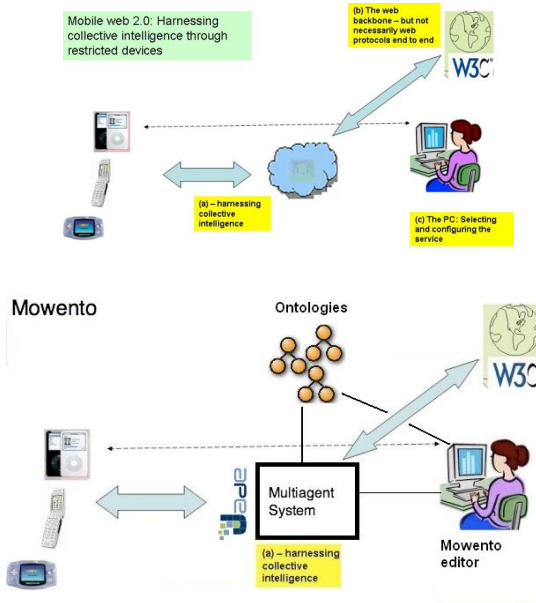 Mobile web 2.0: Harnessing
collective intelligence through
restricted devices
(b) The web
backbone – but not
necessarily web
protocols end to end
W3C
(a) – harnessing
collective
intelligence
(c) The PC: Selecting
and configuring the
service
Mowento
Ontologies
W3C
Jade
Multiagent
System
(a) – harnessing
collective
intelligence
Mowento
editor